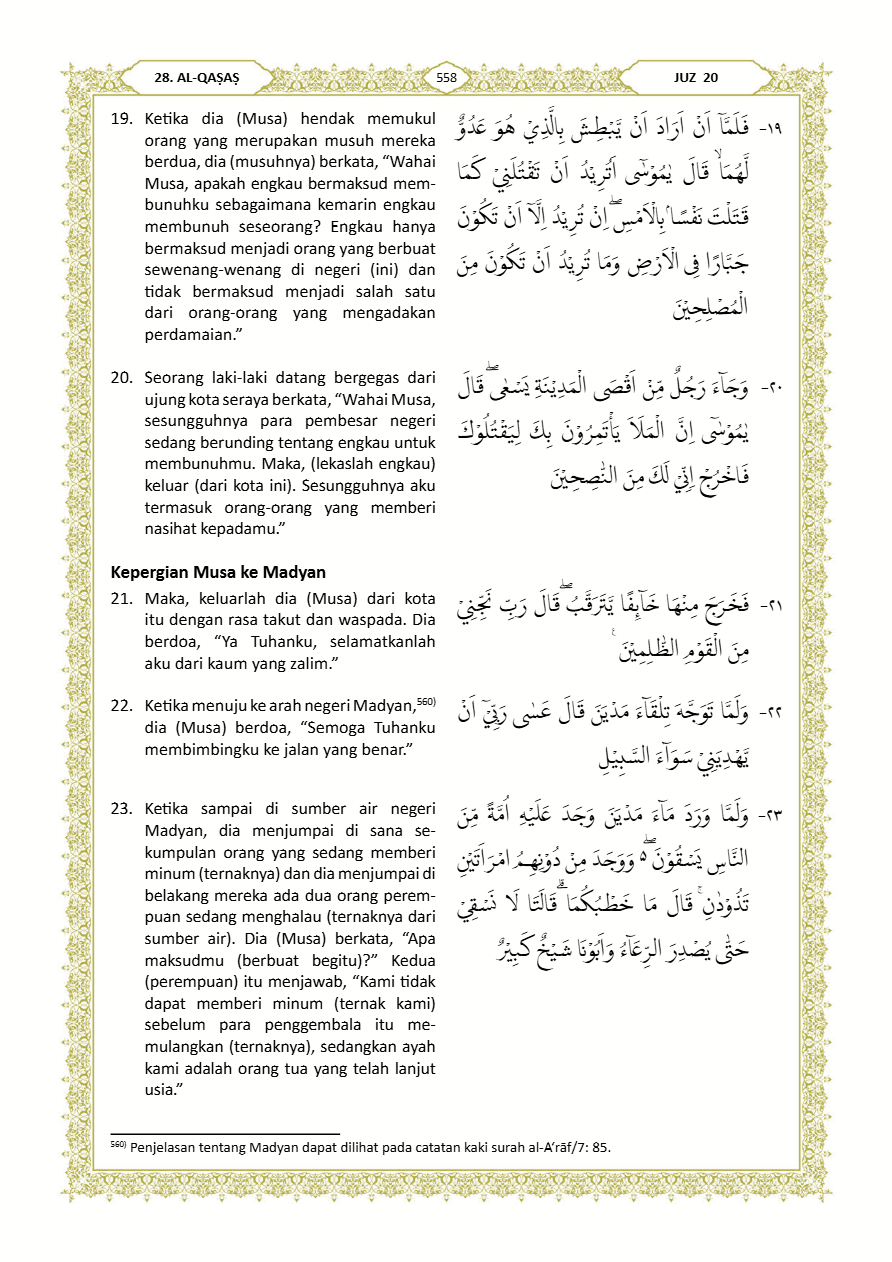 28. AL-QAṢAṢ
558
JUZ 20
19. Ketika dia (Musa) hendak memukul
orang yang merupakan musuh mereka
berdua, dia (musuhnya) berkata, “Wahai
Musa, apakah engkau bermaksud mem-
bunuhku sebagaimana kemarin engkau
membunuh seseorang? Engkau hanya
bermaksud menjadi orang yang berbuat
sewenang-wenang di negeri (ini) dan
tidak bermaksud menjadi salah satu
dari orang-orang yang mengadakan
perdamaian.”
١٩- فَلَمَّآ اَنْ اَرَادَ اَنْ يَّبْطِشَ بِالَّذِيْ هُوَ عَدُوٌّ
لَّهُمَاۙ قَالَ يٰمُوْسٰٓى اَتُرِيْدُ اَنْ تَقْتُلَنِيْ كَمَا
قَتَلْتَ نَفْسًاۢ بِالْاَمْسِۖ اِنْ تُرِيْدُ اِلَّآ اَنْ تَكُوْنَ
جَبَّارًا فِى الْاَرْضِ وَمَا تُرِيْدُ اَنْ تَكُوْنَ مِنَ
الْمُصْلِحِيْنَ
20. Seorang laki-laki datang bergegas dari
ujung kota seraya berkata, “Wahai Musa,
sesungguhnya para pembesar negeri
sedang berunding tentang engkau untuk
membunuhmu. Maka, (lekaslah engkau)
keluar (dari kota ini). Sesungguhnya aku
termasuk orang-orang yang memberi
nasihat kepadamu.”
٢٠- وَجَاۤءَ رَجُلٌ مِّنْ اَقْصَى الْمَدِيْنَةِ يَسْعٰىۖ قَالَ
يٰمُوْسٰٓى اِنَّ الْمَلَاَ يَأْتَمِرُوْنَ بِكَ لِيَقْتُلُوْكَ
فَاخْرُجْ اِنِّيْ لَكَ مِنَ النّٰصِحِيْنَ
Kepergian Musa ke Madyan
21. Maka, keluarlah dia (Musa) dari kota
itu dengan rasa takut dan waspada. Dia
berdoa, “Ya Tuhanku, selamatkanlah
aku dari kaum yang zalim.”
٢١- فَخَرَجَ مِنْهَا خَاۤىِٕفًا يَّتَرَقَّبُۖ قَالَ رَبِّ نَجِّنِيْ
مِنَ الْقَوْمِ الظّٰلِمِيْنَ ࣖ
22. Ketika menuju ke arah negeri Madyan,560)
dia (Musa) berdoa, “Semoga Tuhanku
membimbingku ke jalan yang benar.”
٢٢- وَلَمَّا تَوَجَّهَ تِلْقَاۤءَ مَدْيَنَ قَالَ عَسٰى رَبِّيْٓ اَنْ
يَّهْدِيَنِيْ سَوَاۤءَ السَّبِيْلِ
23. Ketika sampai di sumber air negeri
Madyan, dia menjumpai di sana se-
kumpulan orang yang sedang memberi
minum (ternaknya) dan dia menjumpai di
belakang mereka ada dua orang perem-
puan sedang menghalau (ternaknya dari
sumber air). Dia (Musa) berkata, “Apa
maksudmu (berbuat begitu)?” Kedua
(perempuan) itu menjawab, “Kami tidak
dapat memberi minum (ternak kami)
sebelum para penggembala itu me-
mulangkan (ternaknya), sedangkan ayah
kami adalah orang tua yang telah lanjut
usia.”
٢٣- وَلَمَّا وَرَدَ مَاۤءَ مَدْيَنَ وَجَدَ عَلَيْهِ اُمَّةً مِّنَ
النَّاسِ يَسْقُوْنَ ەۖ وَوَجَدَ مِنْ دُوْنِهِمُ امْرَاَتَيْنِ
تَذُوْدٰنِۚ قَالَ مَا خَطْبُكُمَاۗ قَالَتَا لَا نَسْقِيْ
حَتّٰى يُصْدِرَ الرِّعَاۤءُ وَاَبُوْنَا شَيْخٌ كَبِيْرٌ
560) Penjelasan tentang Madyan dapat dilihat pada catatan kaki surah al-A‘rāf/7: 85.